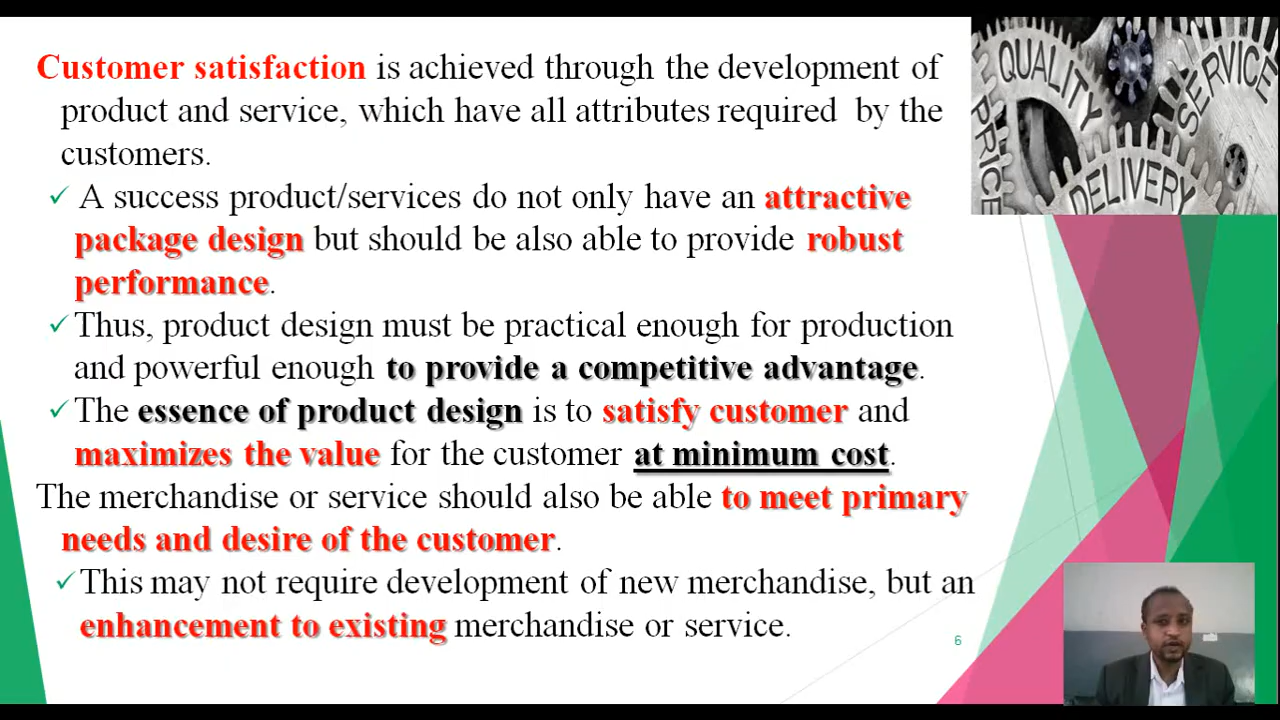 Customer satisfaction is achieved through the development of
product and service, which have all attributes required by the
customers.
✓ A success product/services do not only have an attractive
package design but should be also able to provide robust
performance.
✓ Thus, product design must be practical enough for production
and powerful enough to provide a competitive advantage.
✓ The essence of product design is to satisfy customer and
maximizes the value for the customer at minimum cost.
The merchandise or service should also be able to meet primary
needs and desire of the customer.
✓ This may not require development of new merchandise, but an
enhancement to existing merchandise or service.
QUALITY
SERVICE
PRICE
DELIVERY
6